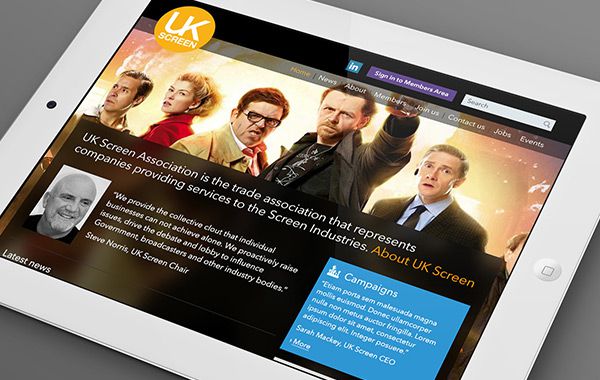 UK
SCREEN
in
Sign in to Members Area
Search
Home News About Members Join us Contact us Jobs Events
UK Screen Association is the trade association that represents
companies providing services to the Screen Industries. About UK Screen
“We provide the collective clout that individual
businesses can not achieve alone. We proactively raise
issues, drive the debate and lobby to influence
Government, broadcasters and other industry bodies.”
Steve Norris, UK Screen Chair
Campaigns
“Etiam porta sem malesuada magna
mollis euismod. Donec ullamcorper
nulla non metus auctor fringilla. Lorem
ipsum dolor sit amet, consectetur
adipiscing elit. Integer posuere.”
Sarah Mackey, UK Screen CEO
› More
Latest news